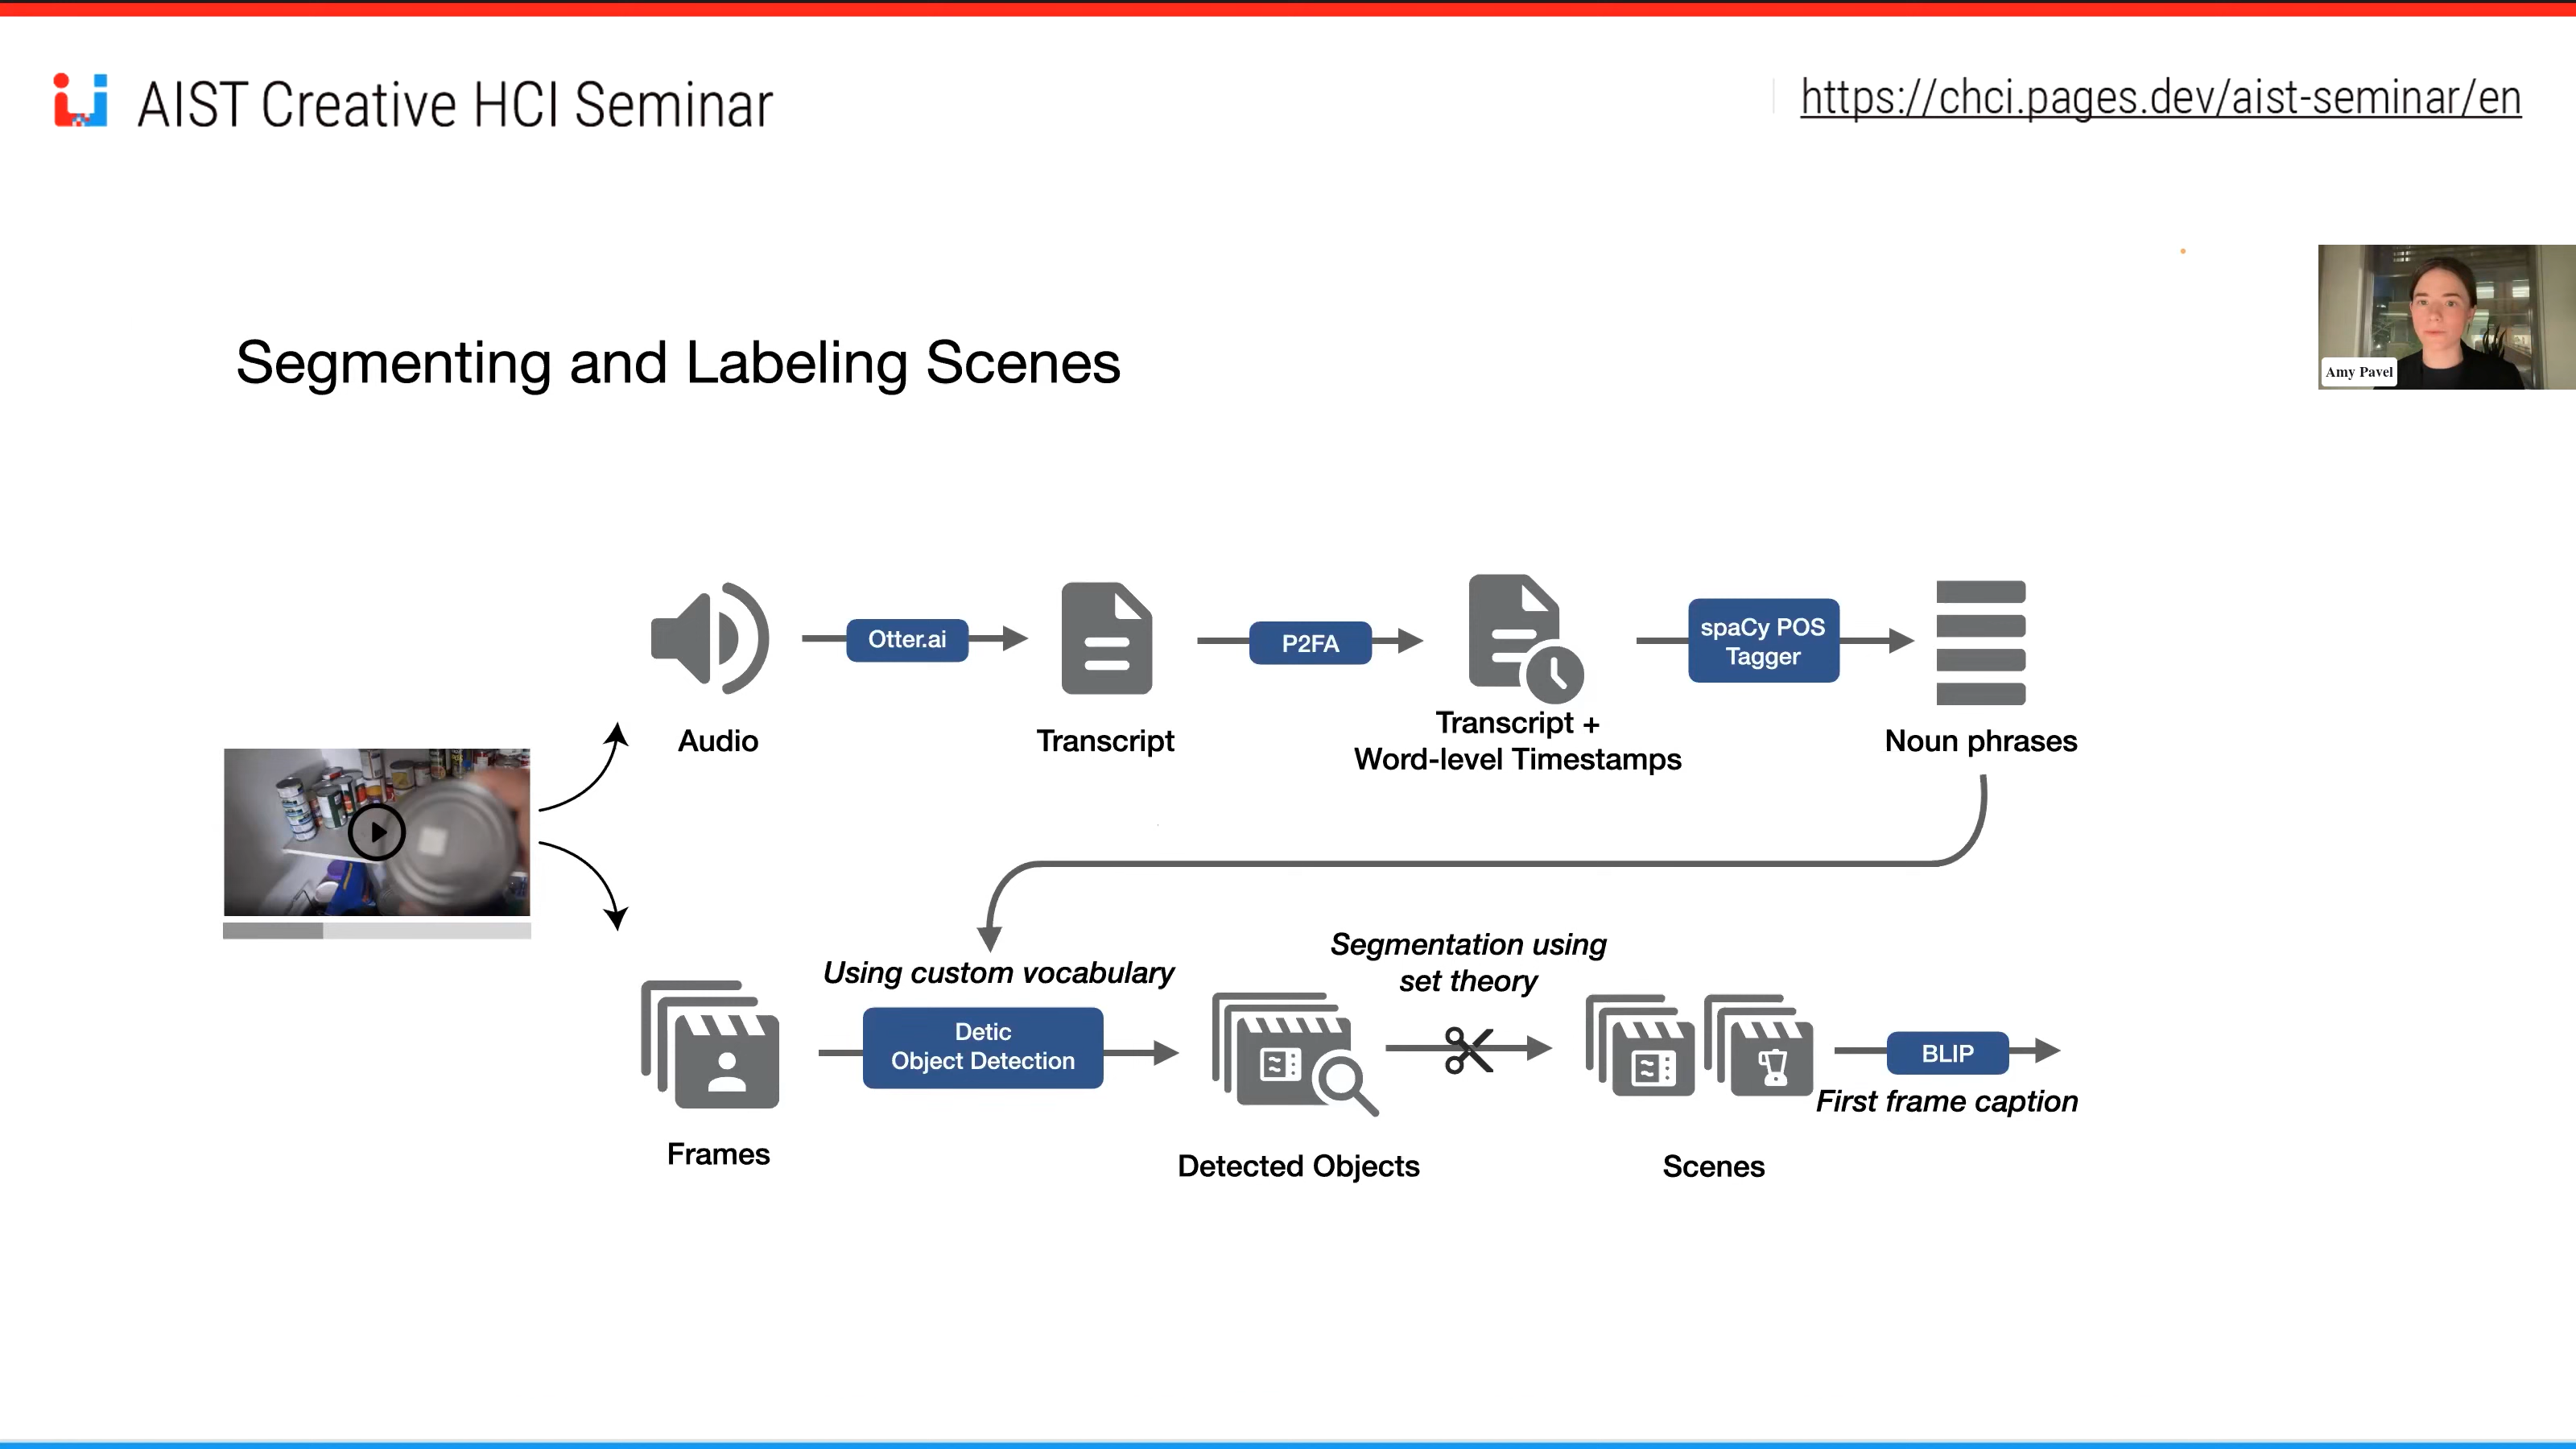 AIST Creative HCI Seminar
https://chci.pages.dev/aist-seminar/en
Amy Pavel
Segmenting and Labeling Scenes
Otter.ai
P2FA
spaCy POS
Tagger
Audio
Transcript
Transcript +
Word-level Timestamps
Noun phrases
Using custom vocabulary
Segmentation using
set theory
Detic
Object Detection
BLIP
First frame caption
Frames
Detected Objects
Scenes